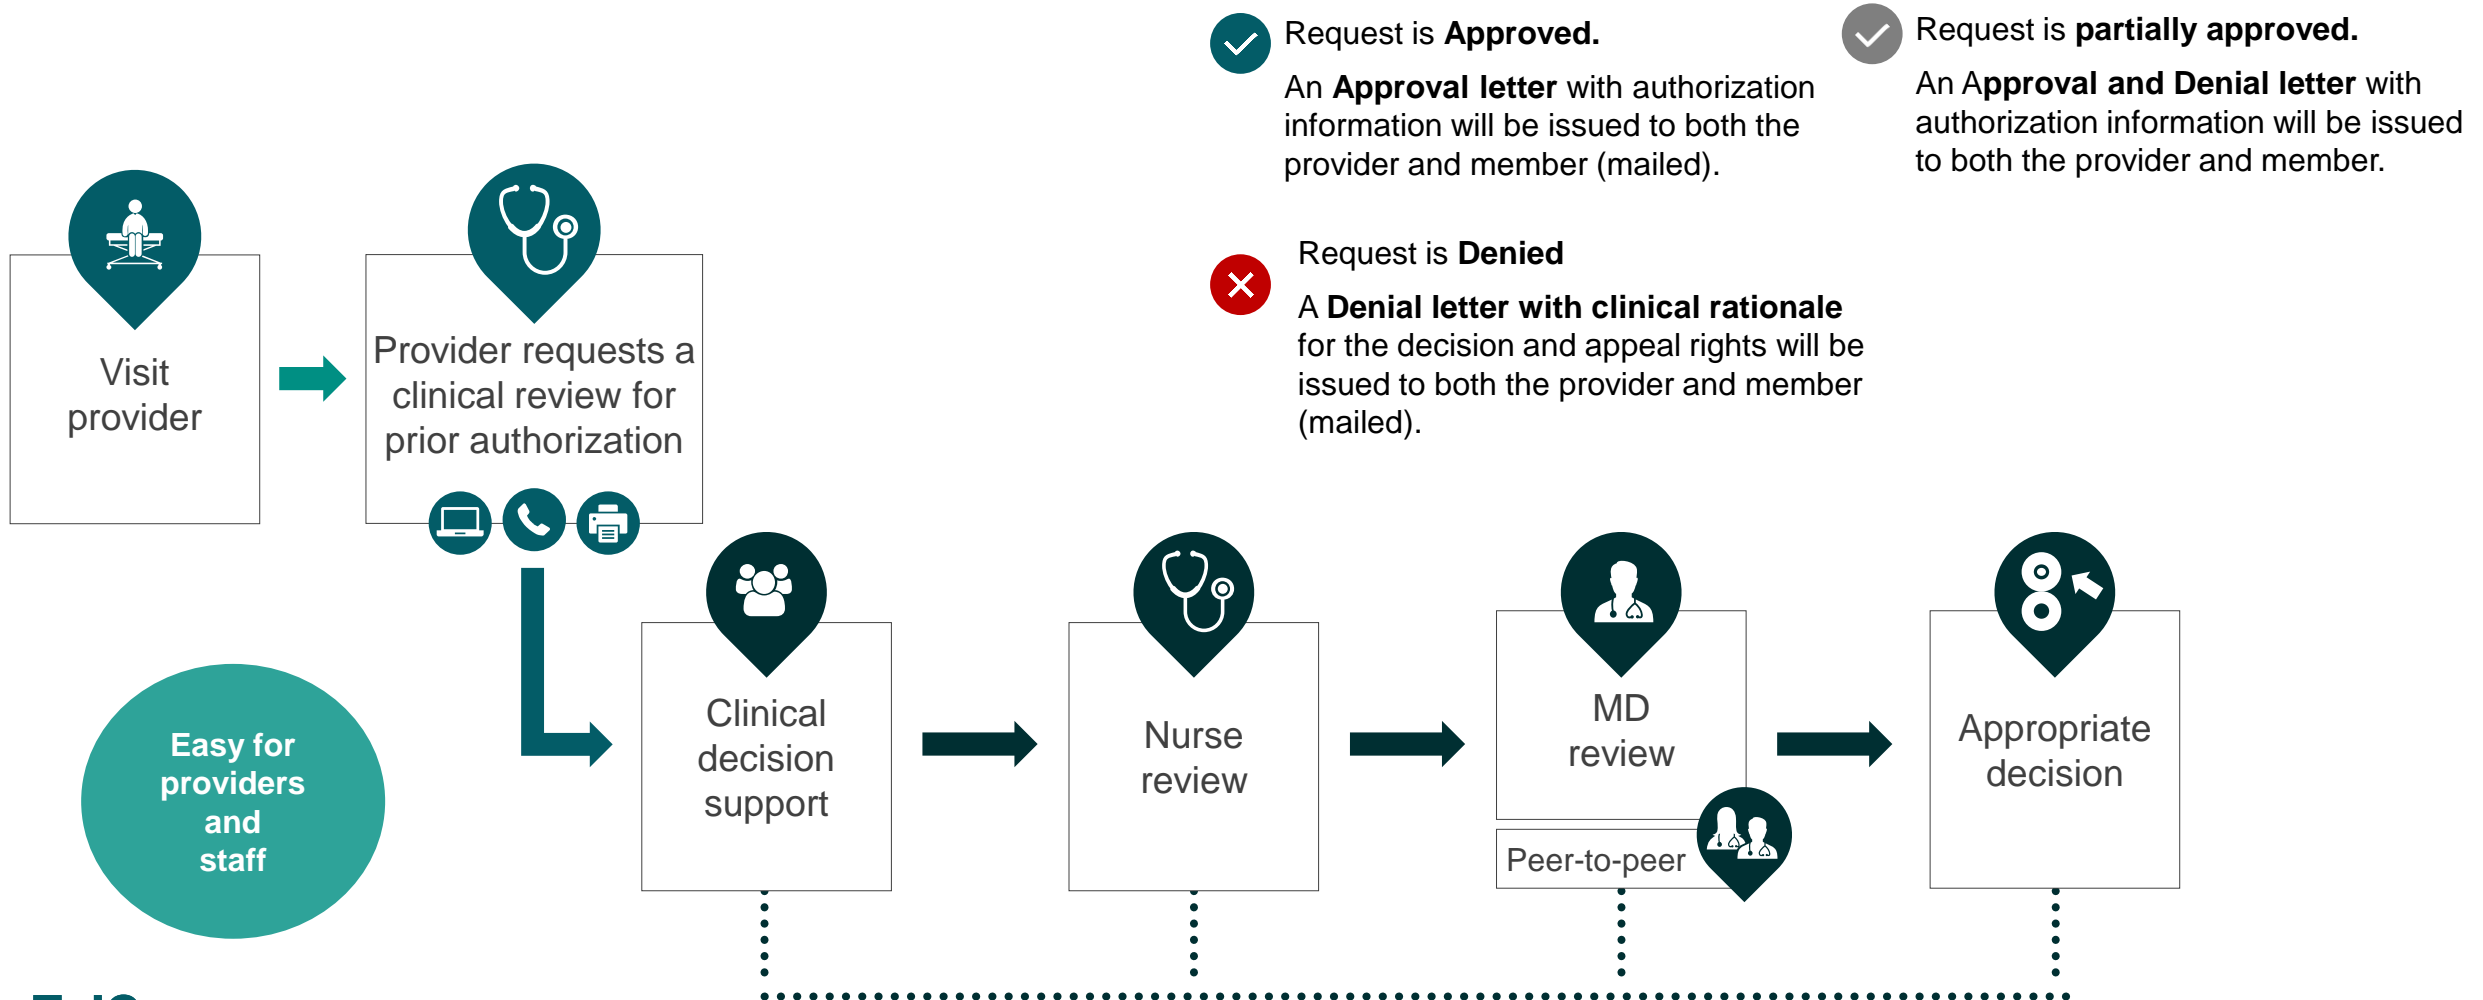 Request is Approved.
An Approval letter with authorization
information will be issued to both the
provider and member (mailed).
Request is partially approved.
An Approval and Denial letter with
authorization information will be issued
to both the provider and member.
Request is Denied
A Denial letter with clinical rationale
for the decision and appeal rights will be
issued to both the provider and member
(mailed).
Visit
provider
Provider requests a
clinical review for
prior authorization
Clinical
decision
support
Nurse
review
MD
review
Peer-to-peer
Appropriate
decision
Easy for
providers
and
staff